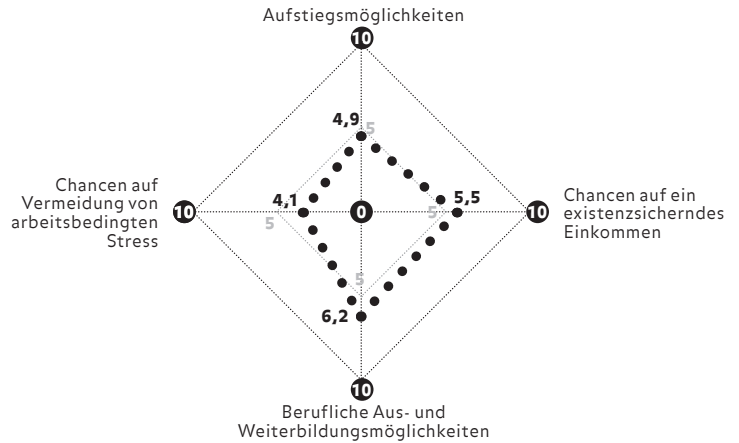 Aufstiegsmöglichkeiten
10
4,9
5
Chancen auf
Vermeidung von
arbeitsbedingten
Stress
10
4,1
5
0
5
5,5
10
Chancen auf ein
existenzsicherndes
Einkommen
5
6,2
10
Berufliche Aus- und
Weiterbildungsmöglichkeiten